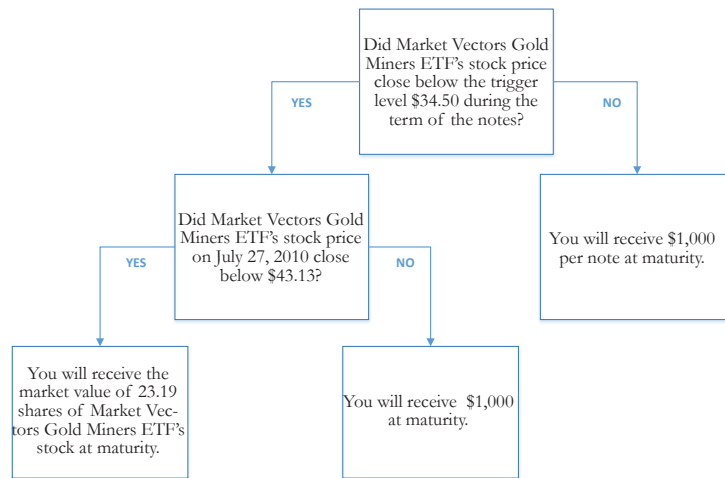 Did Market Vectors Gold
Miners ETF's stock price
close below the trigger
level $34.50 during the
term of the notes?
YES
NO
Did Market Vectors Gold
Miners ETF's stock price
on July 27, 2010 close
below $43.13?
You will receive $1,000
per note at maturity.
YES
NO
You will receive the
market value of 23.19
shares of Market Vec-
tors Gold Miners ETF's
stock at maturity.
You will receive $1,000
at maturity.